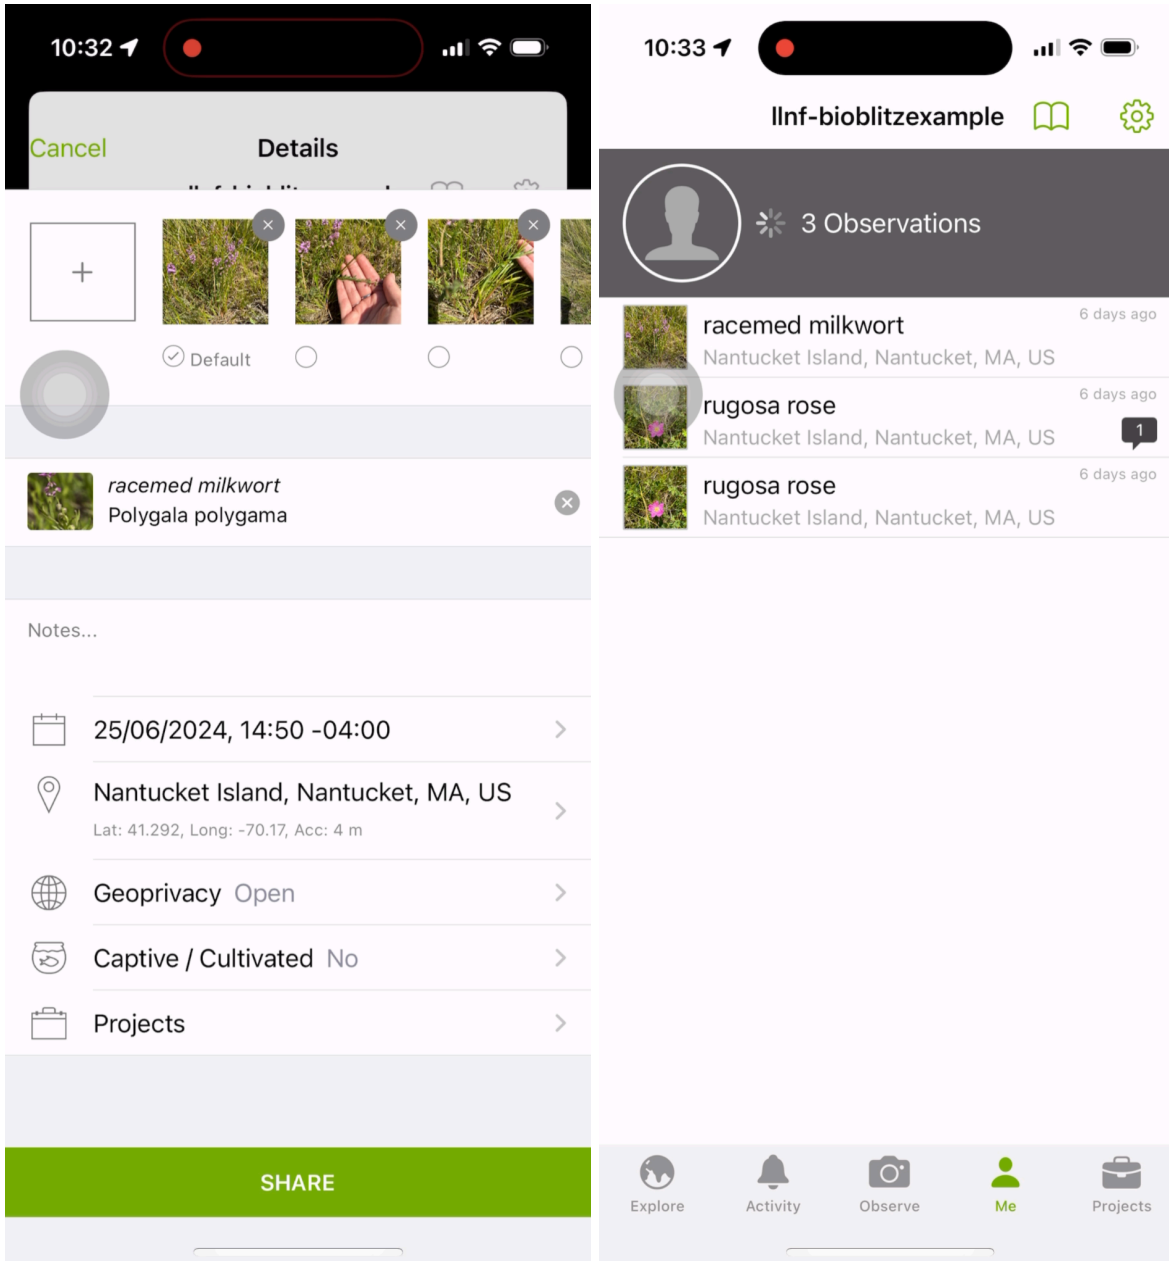 10:32
Cancel
Details
Default
racemed milkwort
Polygala polygama
Notes...
25/06/2024, 14:50 -04:00
Nantucket Island, Nantucket, MA, US
Lat: 41.292, Long: -70.17, Acc: 4 m
Geoprivacy Open
Captive / Cultivated No
Projects
SHARE
10:33
llnf-bioblitzexample
3 Observations
6 days ago
racemed milkwort
Nantucket Island, Nantucket, MA, US
6 days ago
rugosa rose
1
Nantucket Island, Nantucket, MA, US
6 days ago
rugosa rose
Nantucket Island, Nantucket, MA, US
Explore
Activity
Observe
Me
Projects